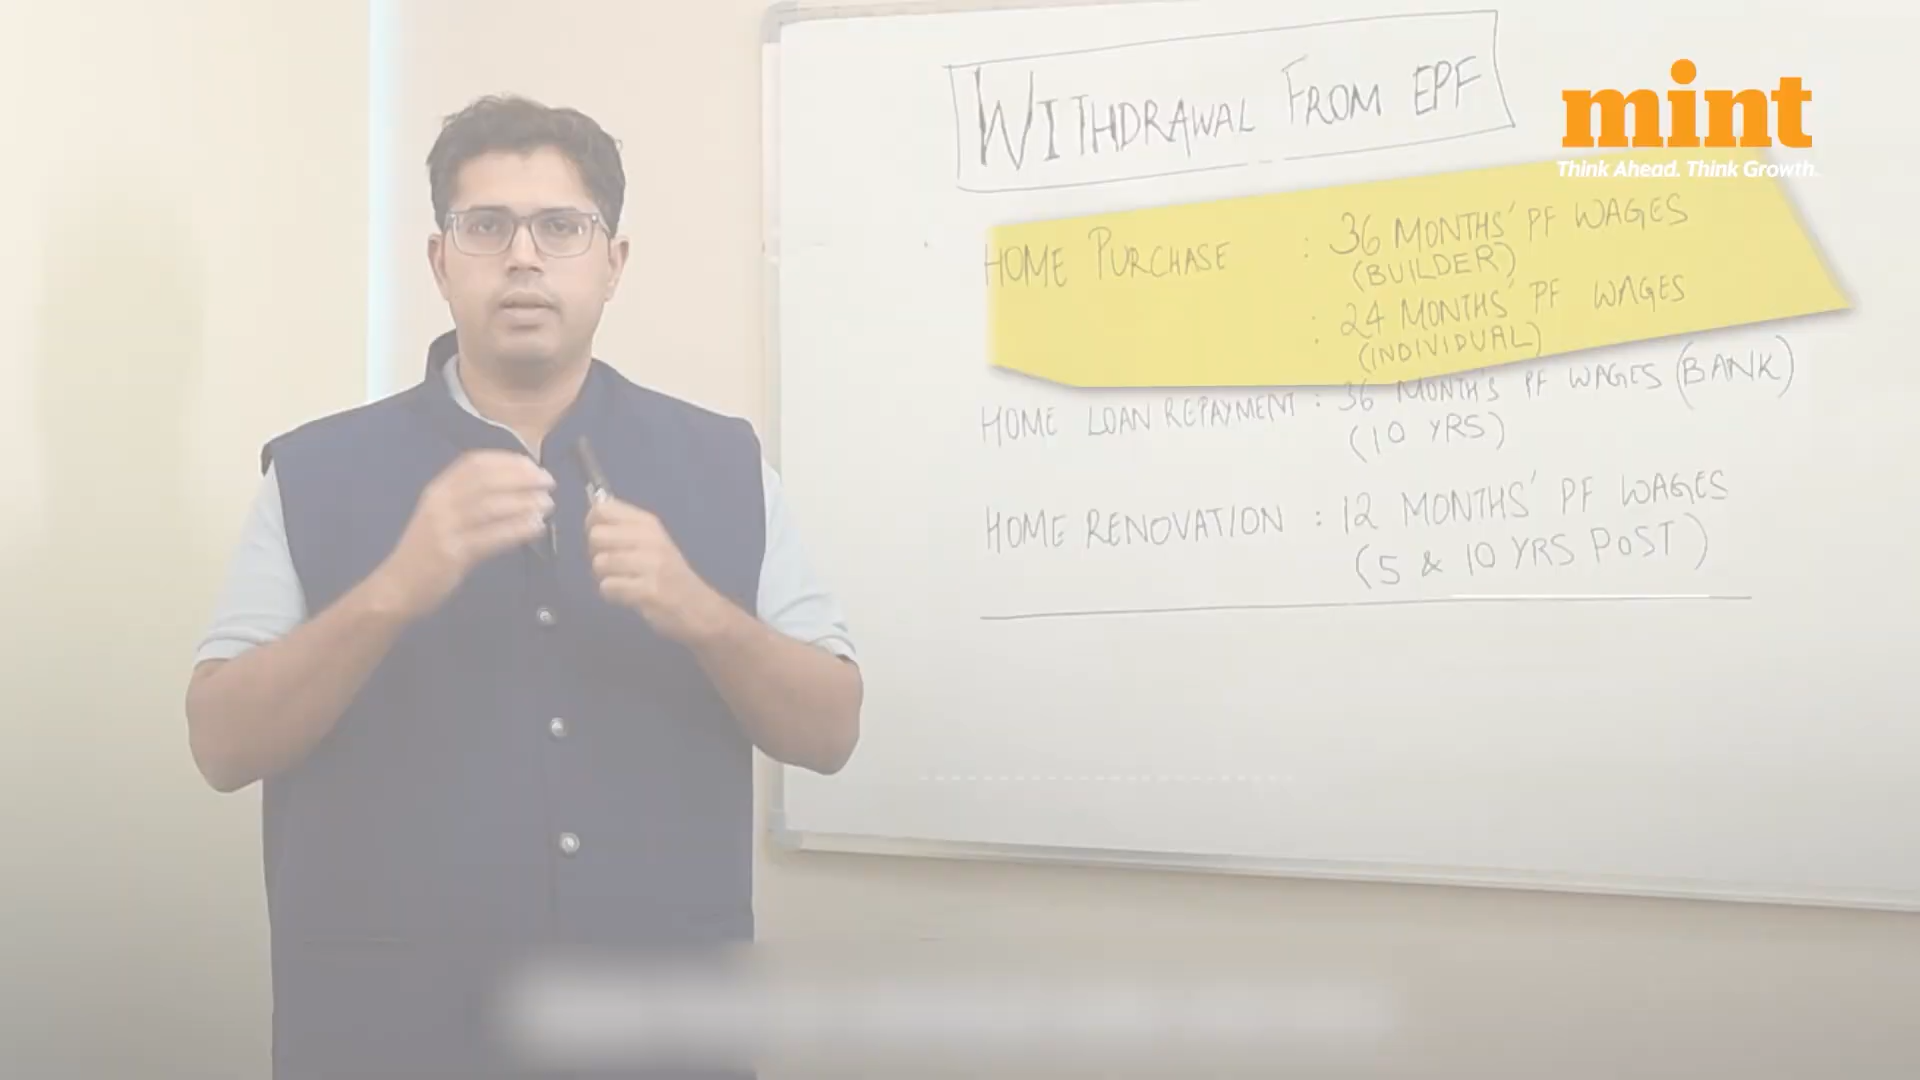 WITHDRAWAL FROM EPF
mint
Think Ahead. Think Growth.
HOME PURCHASE : 36 MONTHS' PF WAGES
(BUILDER)
: 24 MONTHS' PF WAGES
(INDIVIDUAL)
HOME LOAN REPAYMENT : 36 MONTH'S PF WAGES (BANK)
(10 YRS)
HOME RENOVATION : 12 MONTHS' PF WAGES
(5 & 10 YRS POST)